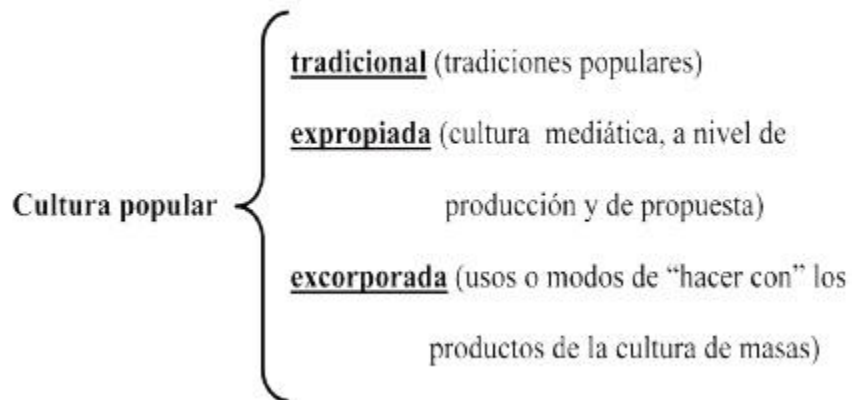 tradicional (tradiciones populares)
expropiada (cultura mediática, a nivel de
Cultura popular
producción y de propuesta)
excorporada (usos o modos de “hacer con” los
productos de la cultura de masas)